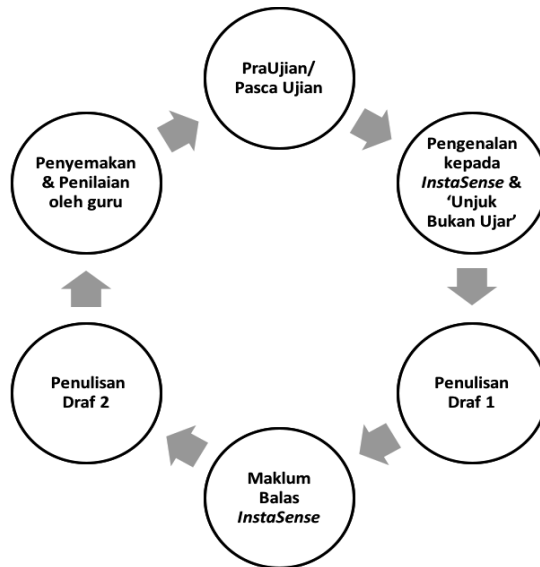 PraUjian/
Pasca Ujian
Pengenalan
kepada
InstaSense &
‘Unjuk
Bukan Ujar’
Penulisan
Draf 1
Maklum
Balas
InstaSense
Penulisan
Draf 2
Penyemakan
& Penilaian
oleh guru